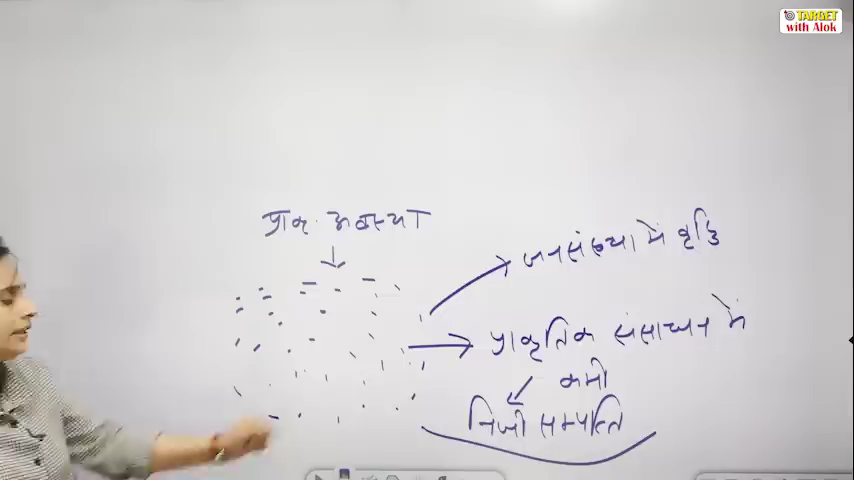 TARGET
with Alok
प्राक. अवस्था
जनसंख्या में वृद्धि
प्राकृतिक संसाधन में
कमी
निजी सम्पत्ति